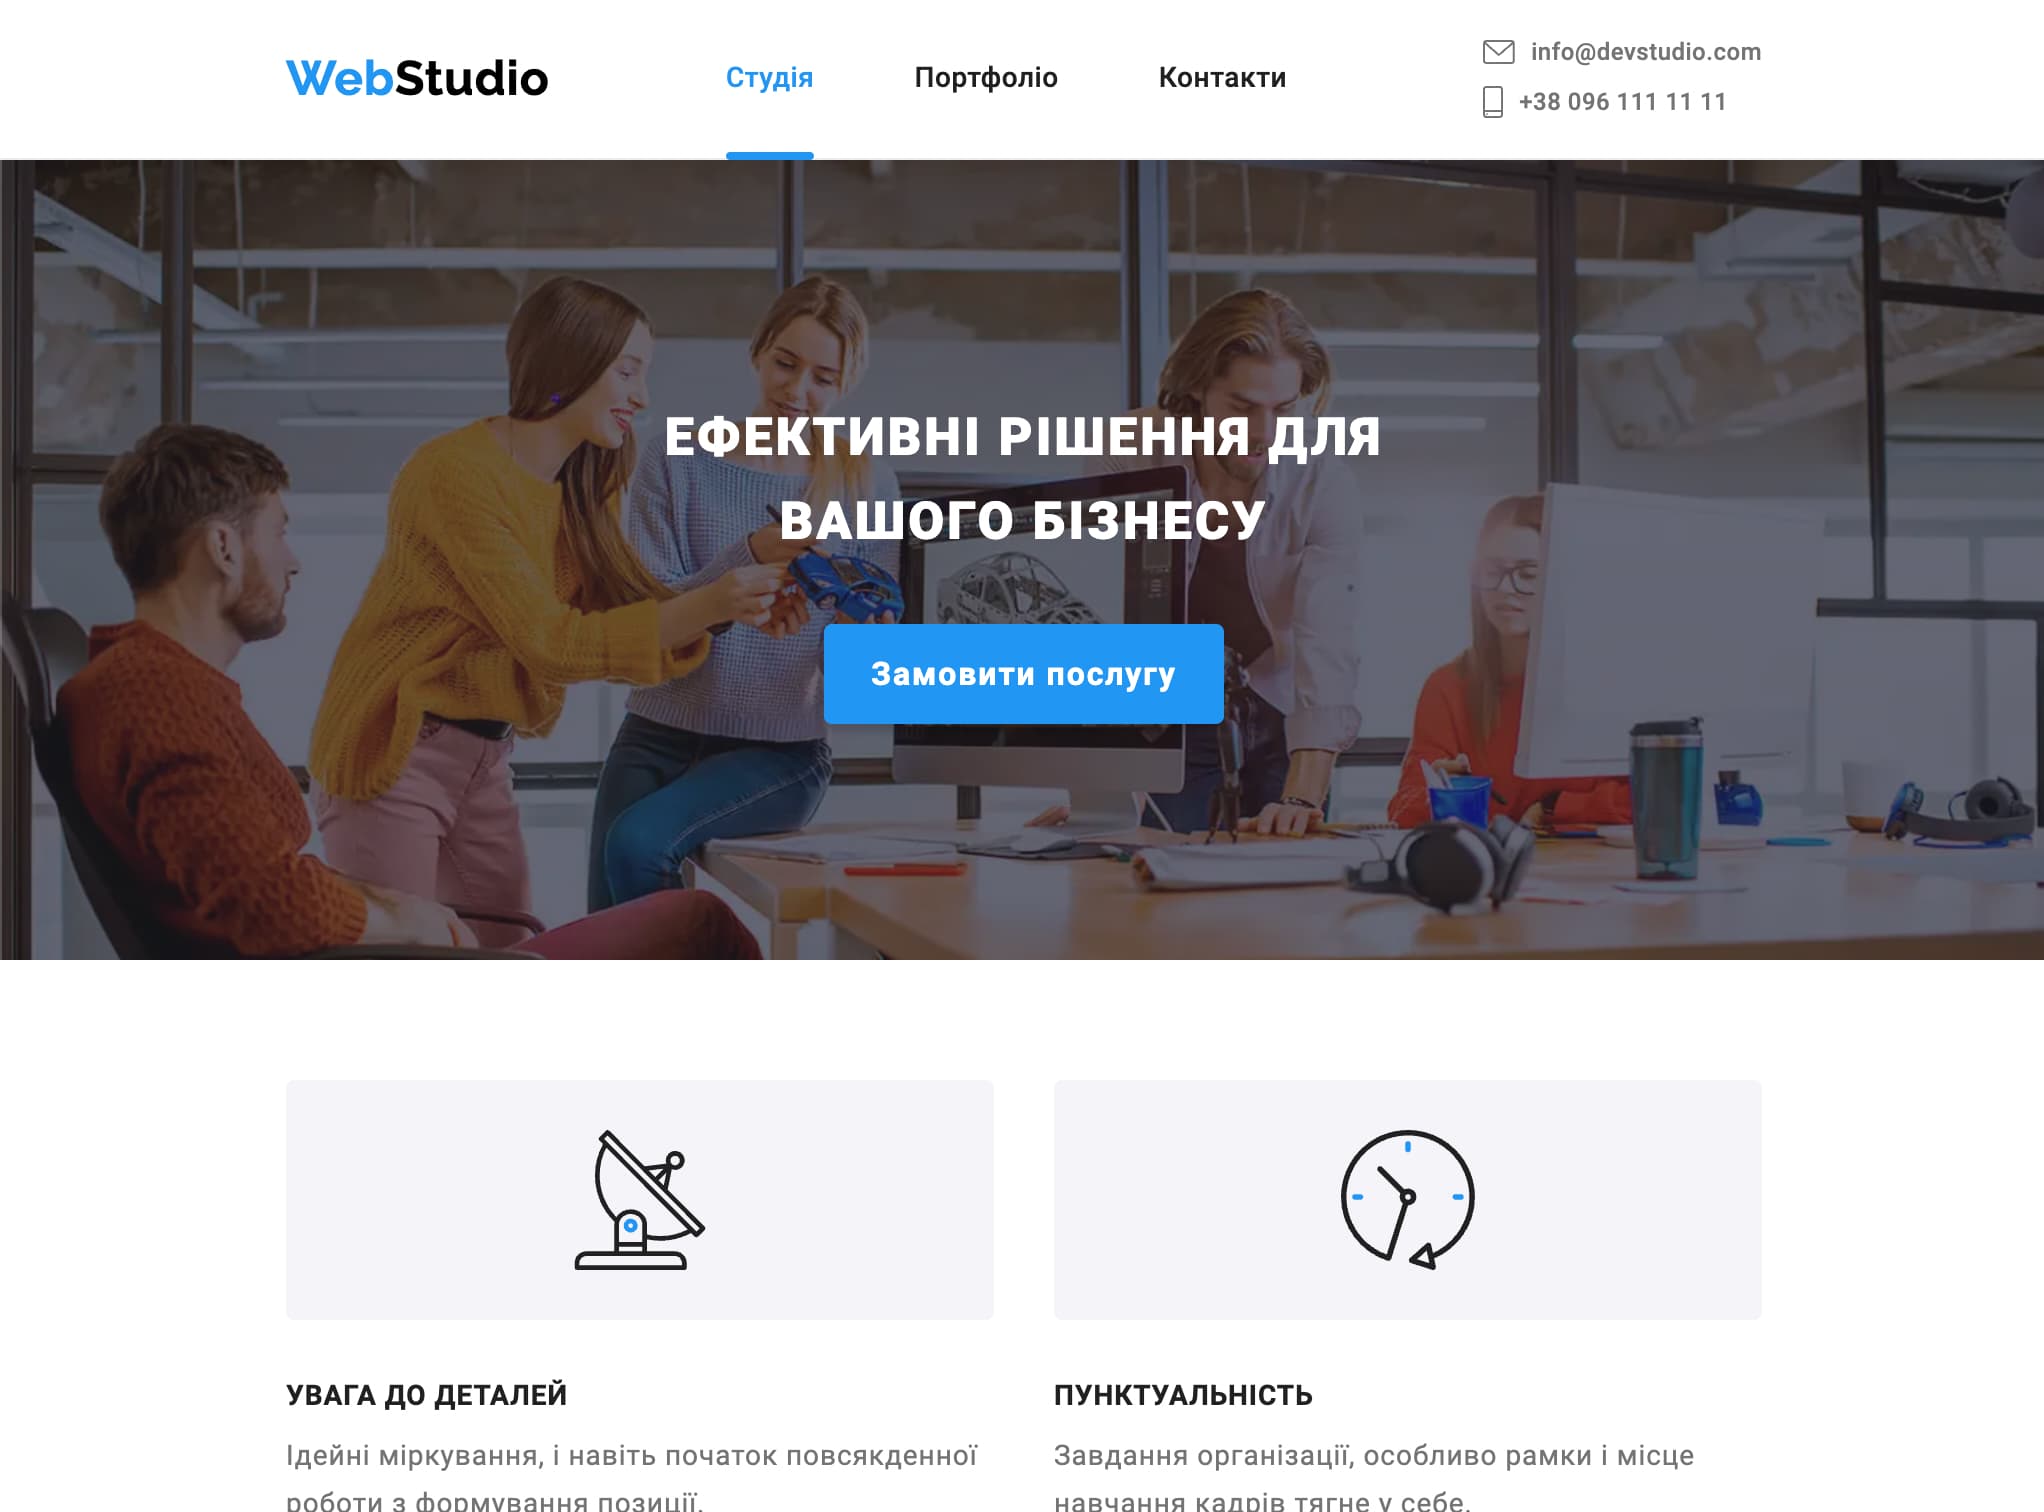 WebStudio
Студія
Портфоліо
Контакти
info@devstudio.com
+38 096 111 11 11
ЕФЕКТИВНІ РІШЕННЯ ДЛЯ
ВАШОГО БІЗНЕСУ
Замовити послугу
УВАГА ДО ДЕТАЛЕЙ
Ідейні міркування, і навіть початок повсякденної
роботи з формування позиції.
ПУНКТУАЛЬНІСТЬ
Завдання організації, особливо рамки і місце
навчання кадрів тягне у себе.